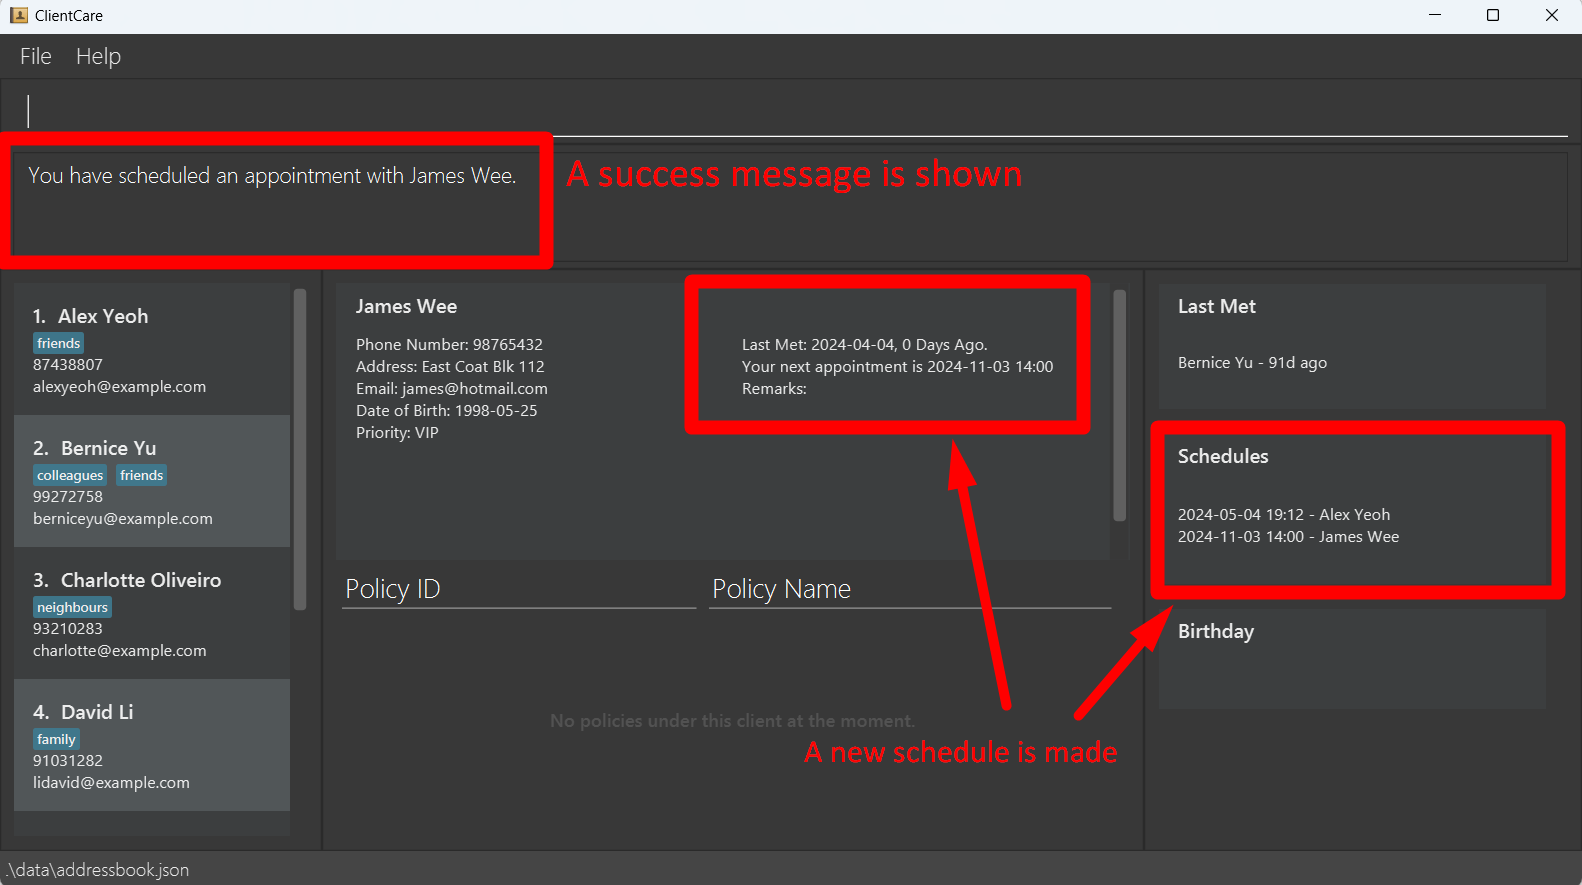 ClientCare
File Help
You have scheduled an appointment with James Wee.
A success message is shown
1. Alex Yeoh
friends
87438807
alexyeoh@example.com
2. Bernice Yu
colleagues friends
99272758
berniceyu@example.com
3. Charlotte Oliveiro
neighbours
93210283
charlotte@example.com
4. David Li
family
91031282
lidavid@example.com
James Wee
Phone Number: 98765432
Address: East Coat Blk 112
Email: james@hotmail.com
Date of Birth: 1998-05-25
Priority: VIP
Last Met: 2024-04-04, 0 Days Ago.
Your next appointment is 2024-11-03 14:00
Remarks:
Policy ID Policy Name
No policies under this client at the moment.
A new schedule is made
Last Met
Bernice Yu - 91d ago
Schedules
2024-05-04 19:12 - Alex Yeoh
2024-11-03 14:00 - James Wee
Birthday
.\data\addressbook.json